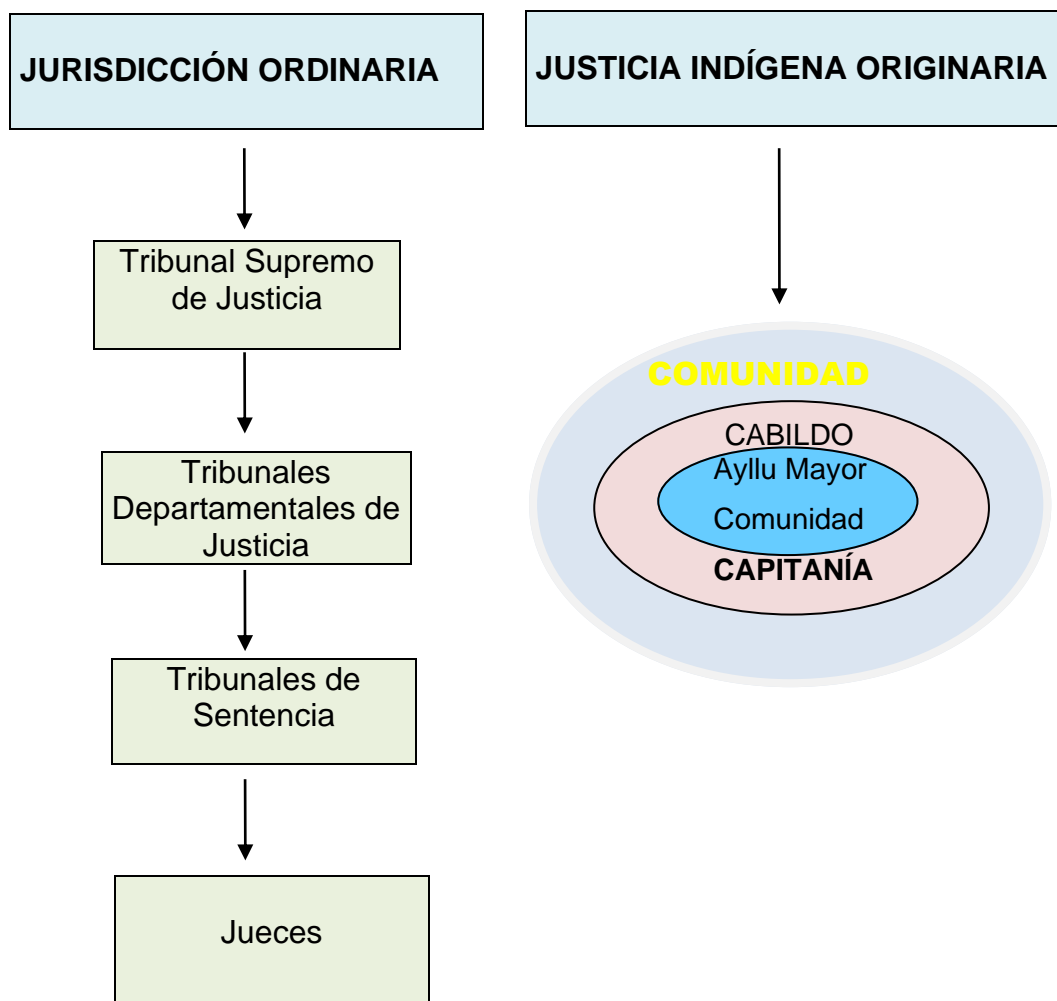 JURISDICCIÓN ORDINARIA
Tribunal Supremo
de Justicia
Tribunales
Departamentales de
Justicia
Tribunales de
Sentencia
Jueces
JUSTICIA INDÍGENA ORIGINARIA
COMUNIDAD
CABILDO
Ayllu Mayor
Comunidad
CAPITANÍA